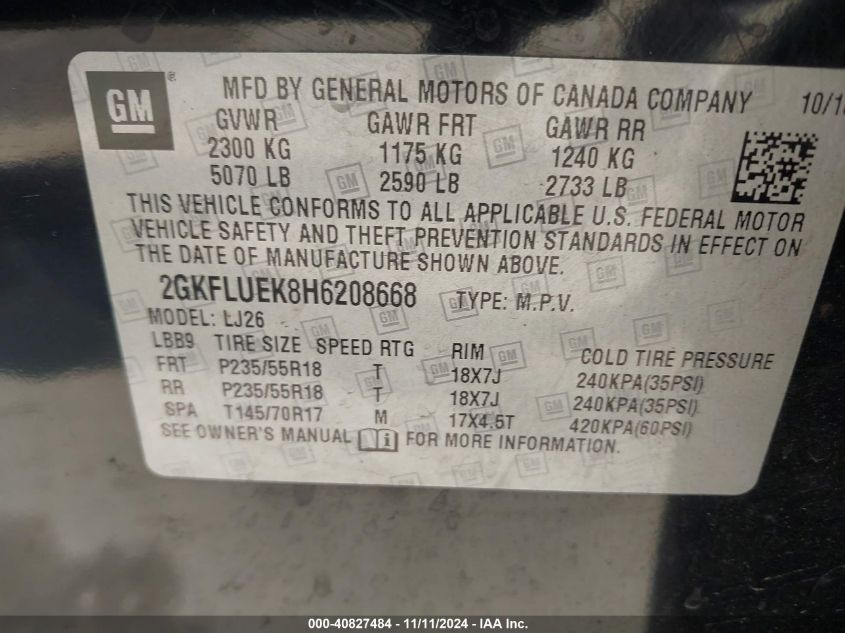 GM ®
MFD BY GENERAL MOTORS OF CANADA COMPANY 10/1
GVWR GAWR FRT GAWR RR
2300 KG 1175 KG 1240 KG
5070 LB 2590 LB 2733 LB
THIS VEHICLE CONFORMS TO ALL APPLICABLE U.S. FEDERAL MOTOR
VEHICLE SAFETY AND THEFT PREVENTION STANDARDS IN EFFECT ON
THE DATE OF MANUFACTURE SHOWN ABOVE.
2GKFLUEK8H6208668 TYPE: M.P.V.
MODEL: LJ26
LBB9 TIRE SIZE SPEED RTG RIM COLD TIRE PRESSURE
FRT P235/55R18 T 18X7J 240KPA(35PSI)
RR P235/55R18 T 18X7J 240KPA(35PSI)
SPA T145/70R17 M 17X4.5T 420KPA(60PSI)
SEE OWNER'S MANUAL i FOR MORE INFORMATION.
000-40827484 - 11/11/2024 - IAA Inc.